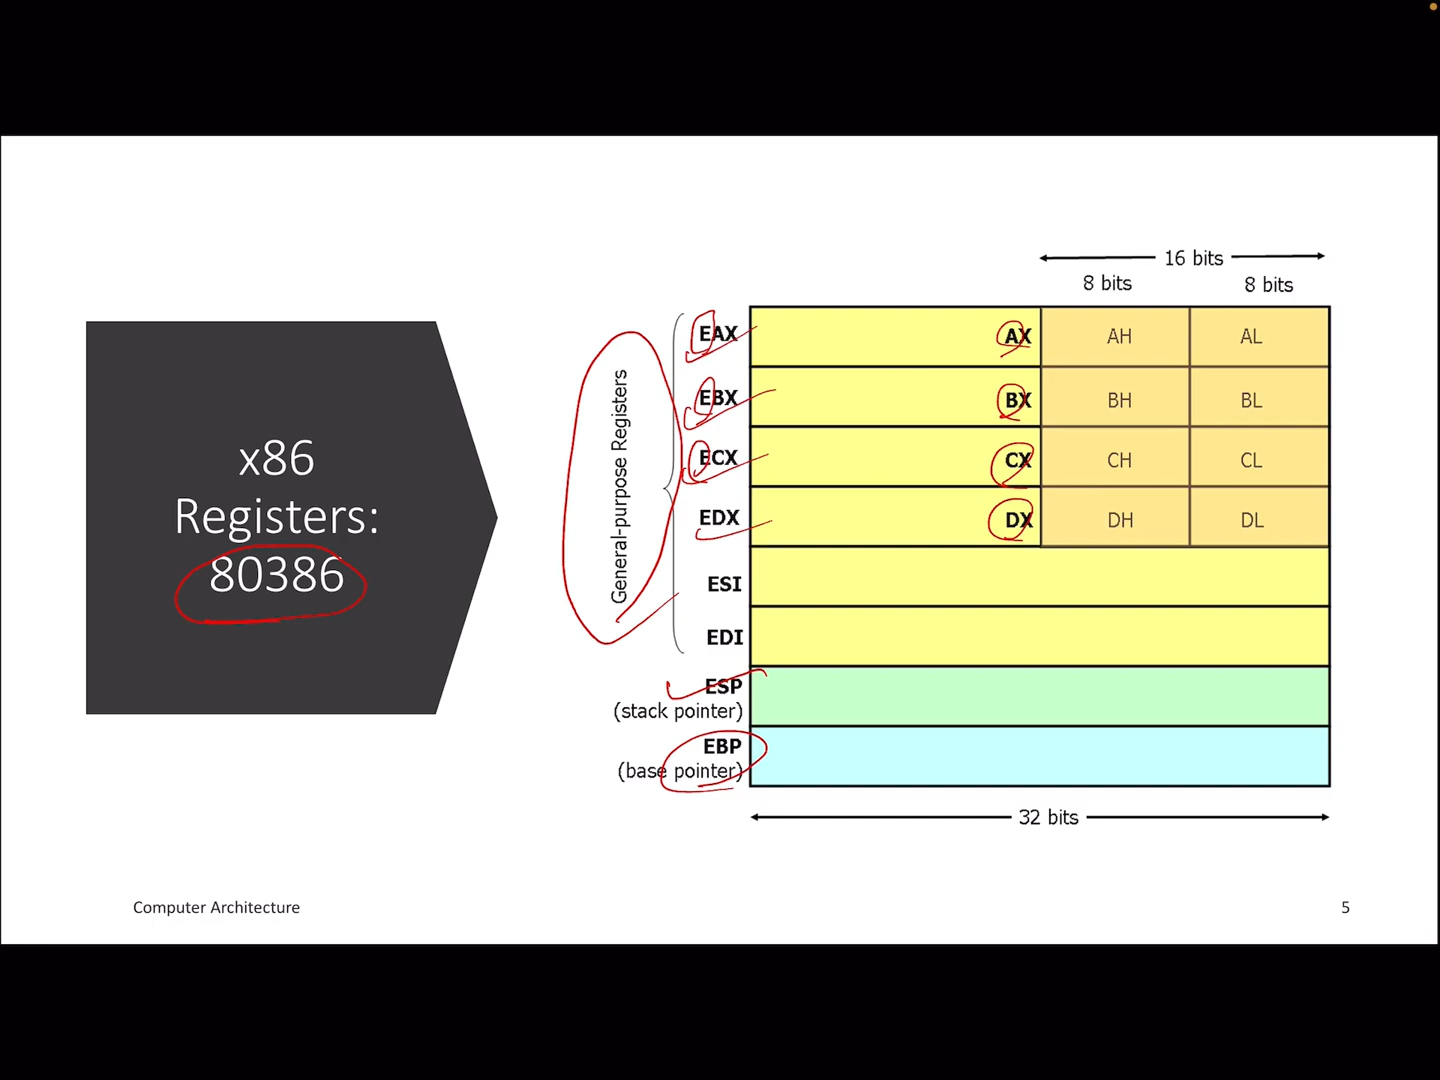 x86
Registers:
80386
16 bits
8 bits 8 bits
General-purpose Registers
EAX AX AH AL
EBX BX BH BL
ECX CX CH CL
EDX DX DH DL
ESI
EDI
ESP
(stack pointer)
EBP
(base pointer)
32 bits
Computer Architecture 5